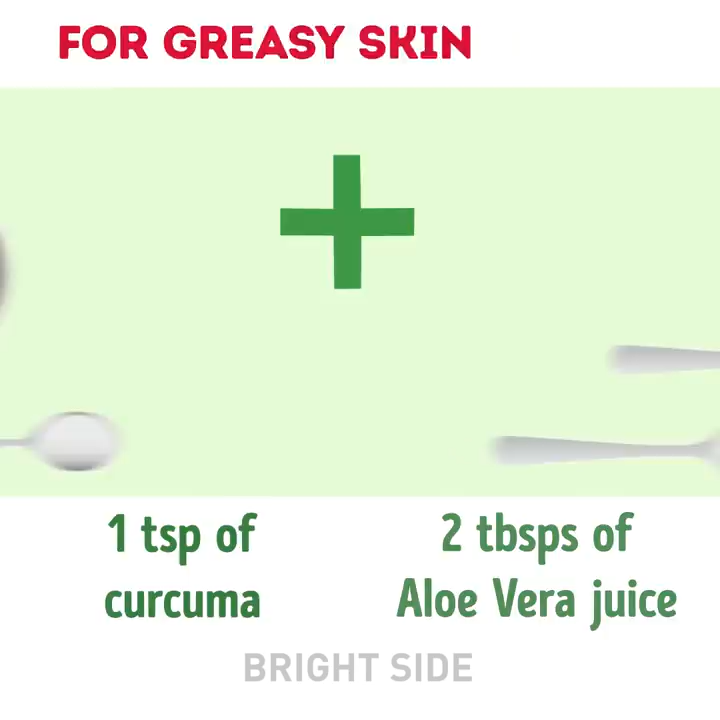 FOR GREASY SKIN
1 tsp of
curcuma
2 tbsps of
Aloe Vera juice
BRIGHT SIDE